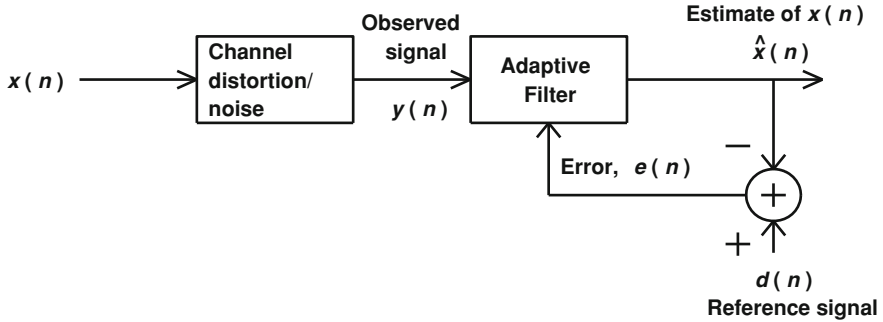 Estimate of x(n)
x̂(n)
Observed
signal
Channel
distortion/
noise
Adaptive
Filter
x(n)
y(n)
−
Error, e(n)
+
+
d(n)
Reference signal